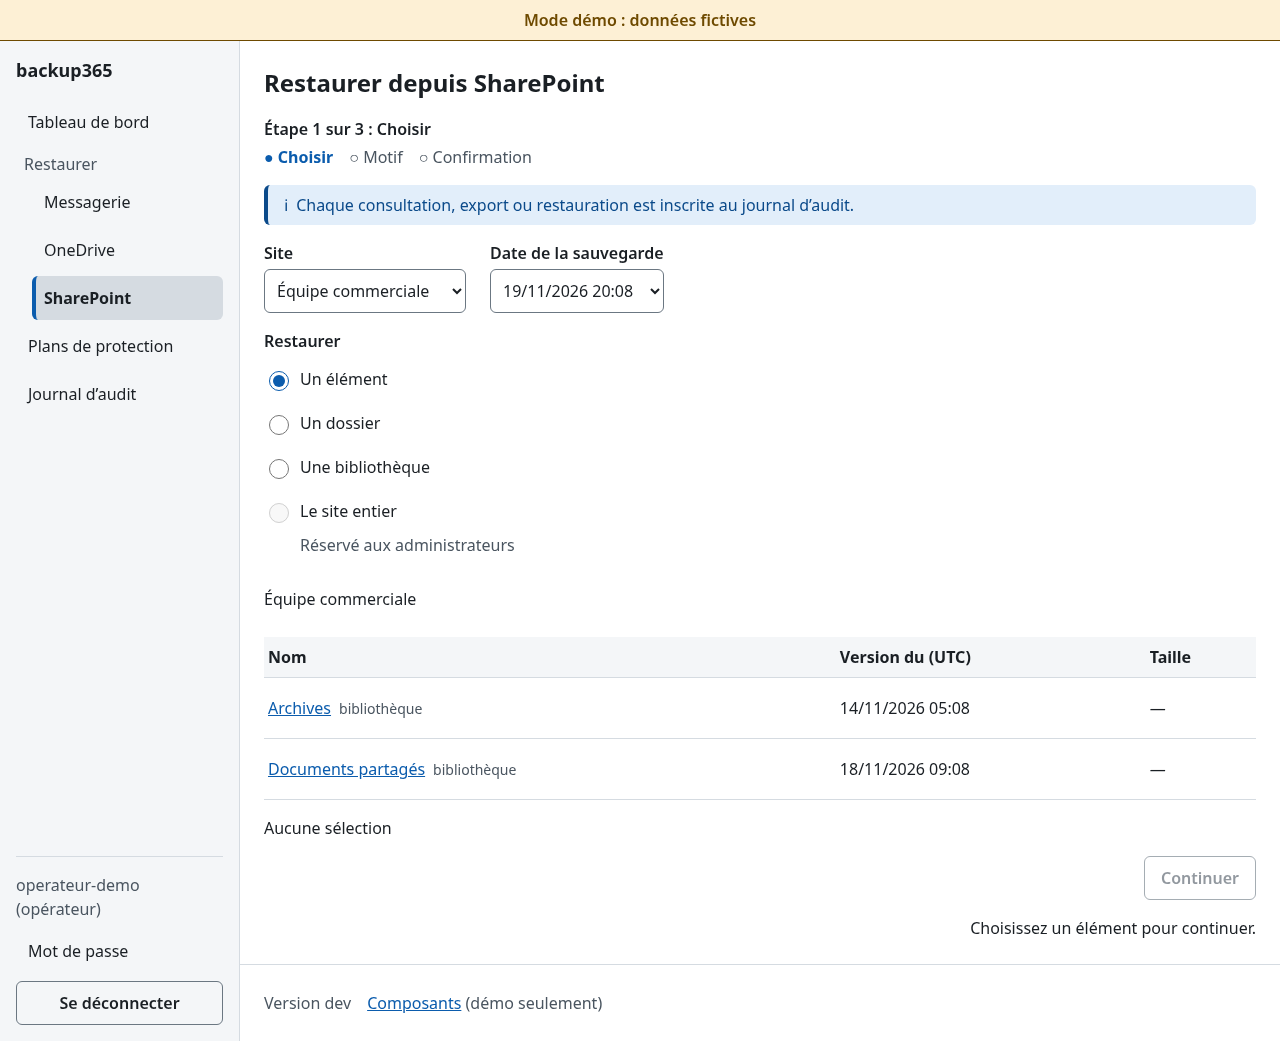 Mode démo : données fictives
backup365
Tableau de bord
Restaurer
Messagerie
OneDrive
SharePoint
Plans de protection
Journal d’audit
operateur-demo
(opérateur)
Mot de passe
Se déconnecter
Restaurer depuis SharePoint
Étape 1 sur 3 : Choisir
● Choisir ○ Motif ○ Confirmation
i Chaque consultation, export ou restauration est inscrite au journal d’audit.
Site Date de la sauvegarde
Équipe commerciale 19/11/2026 20:08
Restaurer
Un élément
Un dossier
Une bibliothèque
Le site entier
Réservé aux administrateurs
Équipe commerciale
Nom Version du (UTC) Taille
Archives bibliothèque 14/11/2026 05:08 —
Documents partagés bibliothèque 18/11/2026 09:08 —
Aucune sélection
Continuer
Choisissez un élément pour continuer.
Version dev Composants (démo seulement)